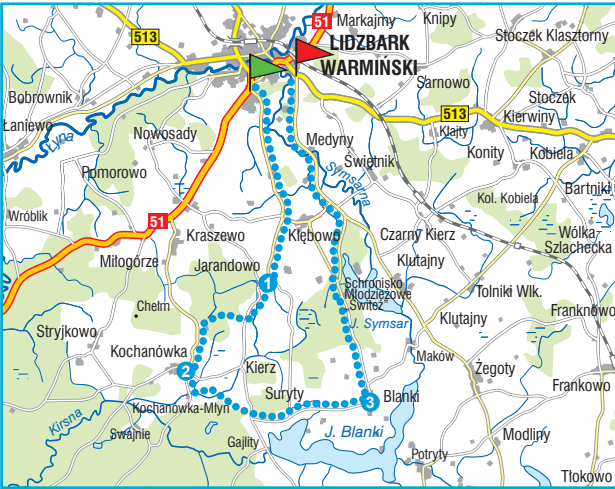 51
Markajmy
Knipy
513
Stoczek Klasztorny
LIDZBARK
WARMIŃSKI
Sarnowo
Bobrownik
Stoczek
513
Kierwiny
Łaniewo
Łyna
Nowosady
Medyny
Klajty
Konity
Kobiela
Świętnik
Symsarna
Pomorowo
Bartniki
Kol. Kobiela
Wróblik
51
Kraszewo
Kłębowo
Czarny Kierz
Wólka-
Szlachecka
Miłogórze
Jarandowo
Klutajny
1
Schronisko
Młodzieżowe
Świteź
Tolniki Wlk.
Chełm
J. Symsar
Klutajny
Franknowo
Stryjkowo
Kochanówka
Maków
2
Kierz
Żegoty
Frankowo
Suryty
3
Blanki
Kochanówka-Młyn
Kirsna
Swajnie
J. Blanki
Modliny
Gajlity
Potryty
Tłokowo